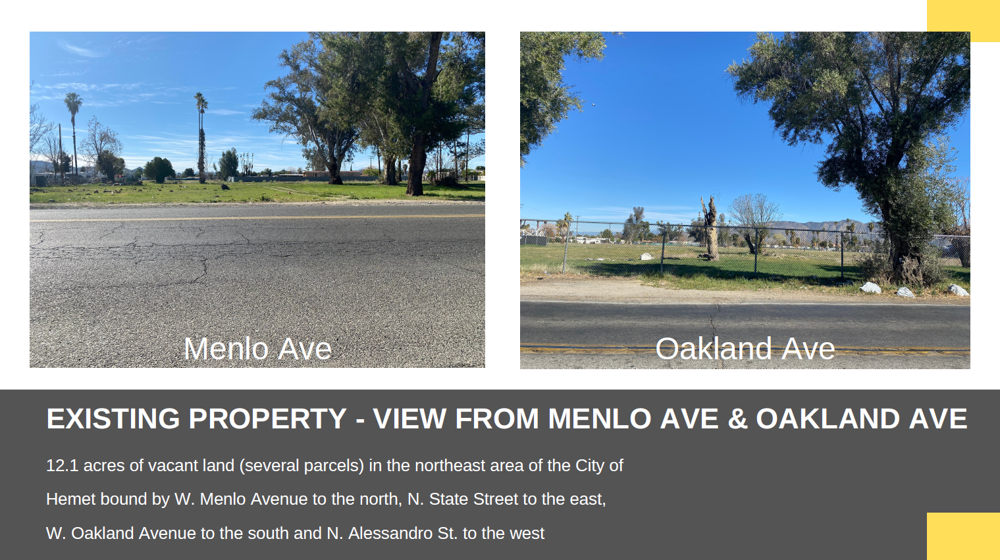 Menlo Ave
Oakland Ave
EXISTING PROPERTY - VIEW FROM MENLO AVE & OAKLAND AVE
12.1 acres of vacant land (several parcels) in the northeast area of the City of
Hemet bound by W. Menlo Avenue to the north, N. State Street to the east,
W. Oakland Avenue to the south and N. Alessandro St. to the west